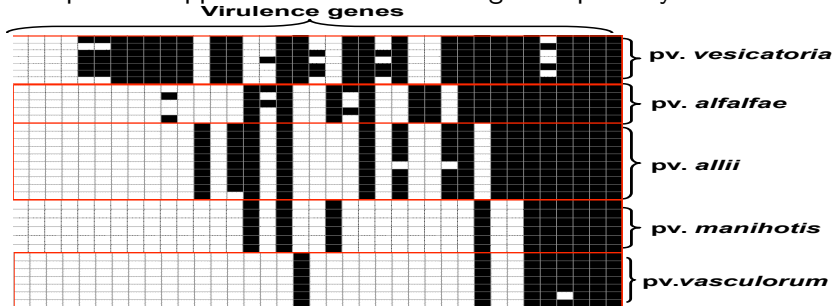 Virulence genes
pv. vesicatoria
pv. alfalfae
pv. allii
pv. manihotis
pv.vasculorum